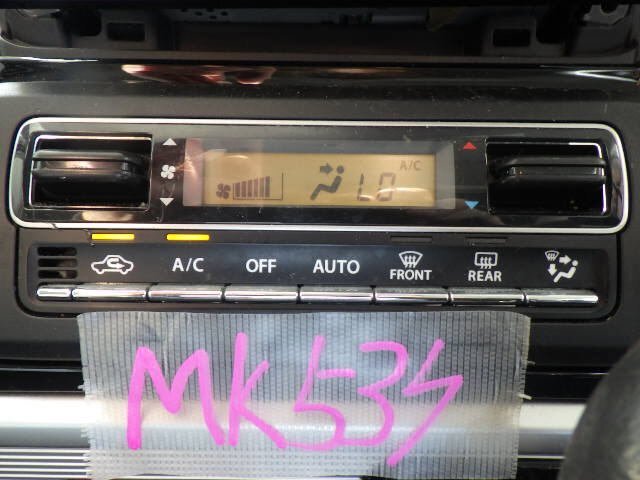 A/C
LO
A/C OFF AUTO FRONT REAR
MK53S